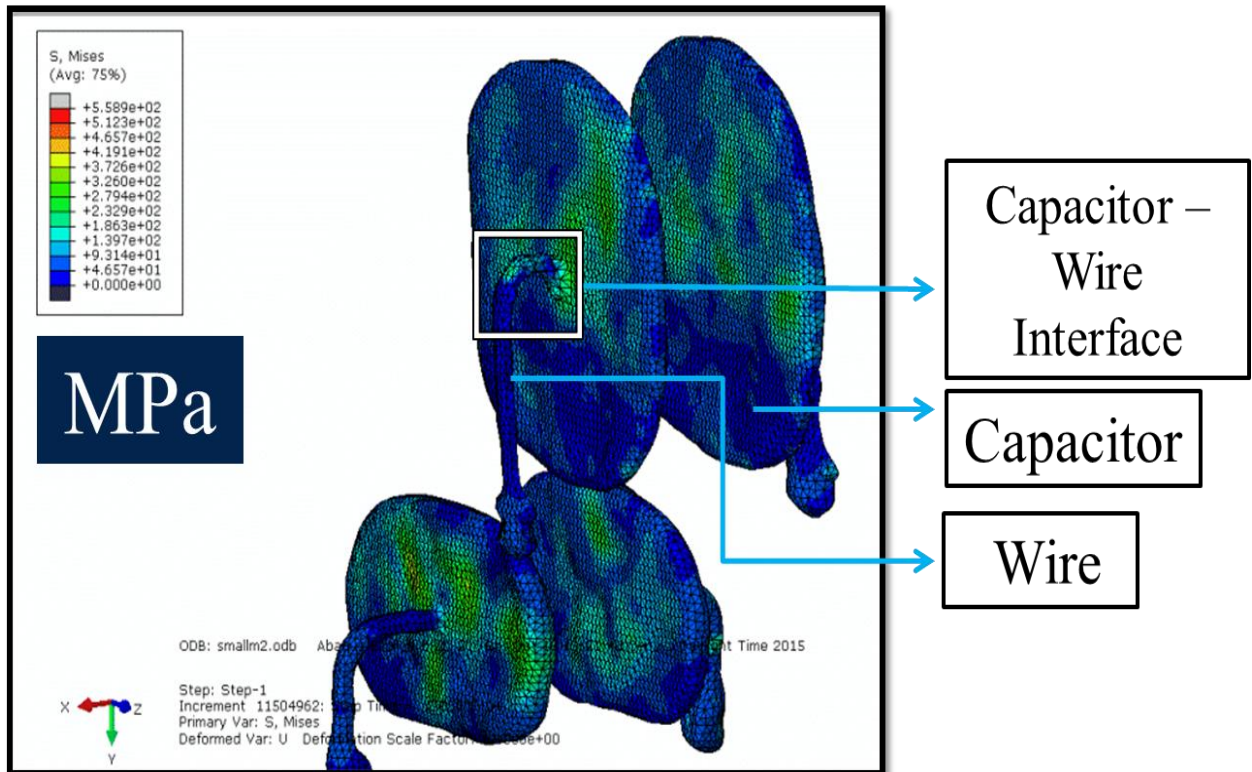 S, Mises
(Avg: 75%)
+5.589e+02
+5.123e+02
+4.657e+02
+4.191e+02
+3.726e+02
+3.260e+02
+2.794e+02
+2.329e+02
+1.863e+02
+1.397e+02
+9.314e+01
+4.657e+01
+0.000e+00
MPa
Capacitor –
Wire
Interface
Capacitor
Wire
ODB: smallm2.odb Time 2015
Step: Step-1
Increment 11504962:
Primary Var: S, Mises
Deformed Var: U Deformation Scale
X
Z
Y